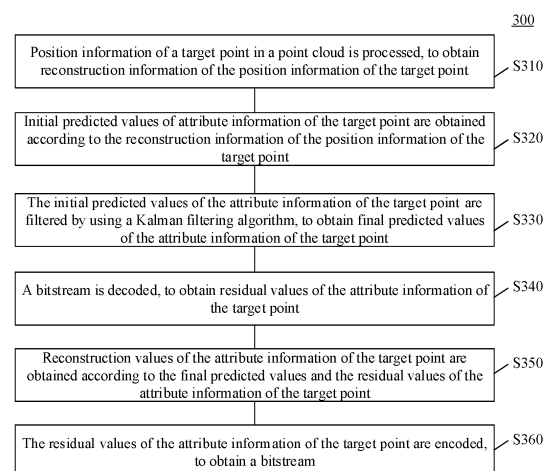 300
Position information of a target point in a point cloud is processed, to obtain
reconstruction information of the position information of the target point
S310
Initial predicted values of attribute information of the target point are obtained
according to the reconstruction information of the position information of the
target point
S320
The initial predicted values of the attribute information of the target point are
filtered by using a Kalman filtering algorithm, to obtain final predicted values
of the attribute information of the target point
S330
A bitstream is decoded, to obtain residual values of the attribute information of
the target point
S340
Reconstruction values of the attribute information of the target point are
obtained according to the final predicted values and the residual values of the
attribute information of the target point
S350
The residual values of the attribute information of the target point are encoded,
to obtain a bitstream
S360